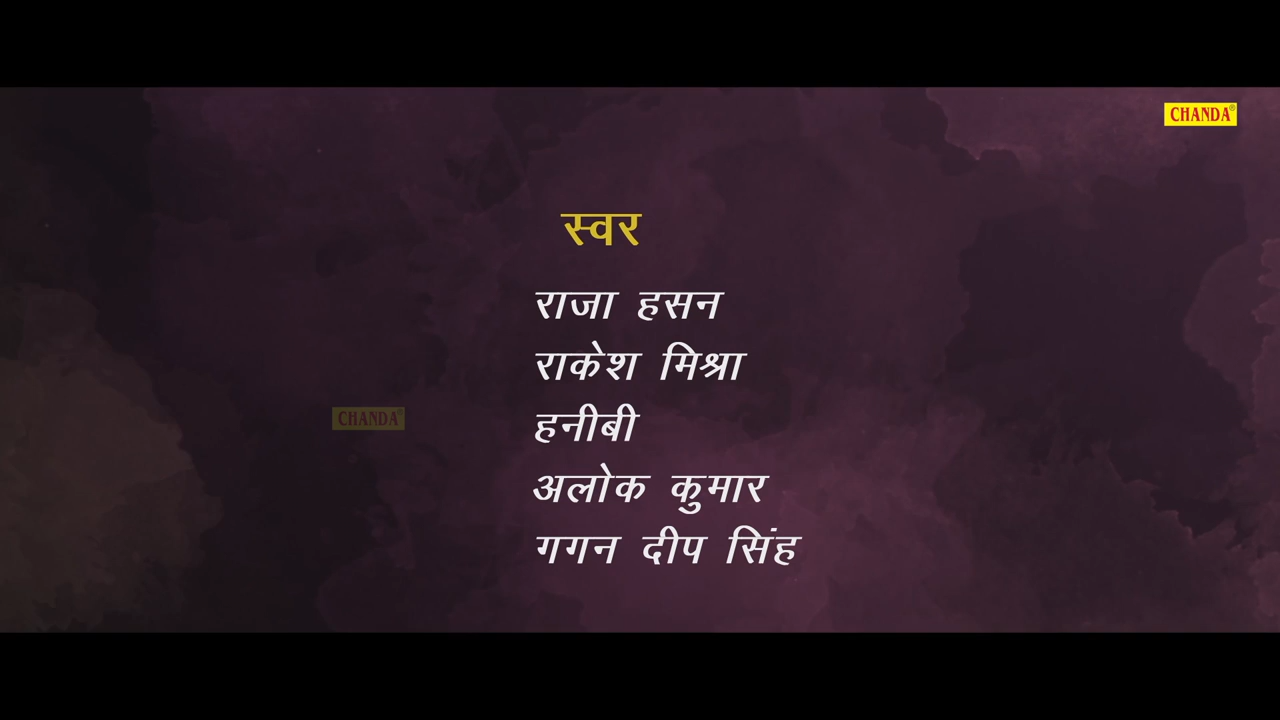 CHANDA®
स्वर
राजा हसन
राकेश मिश्रा
हनीबी
CHANDA®
अलोक कुमार
गगन दीप सिंह